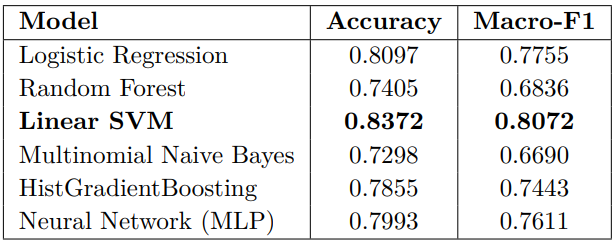 Model Accuracy Macro-F1
Logistic Regression 0.8097 0.7755
Random Forest 0.7405 0.6836
Linear SVM 0.8372 0.8072
Multinomial Naive Bayes 0.7298 0.6690
HistGradientBoosting 0.7855 0.7443
Neural Network (MLP) 0.7993 0.7611